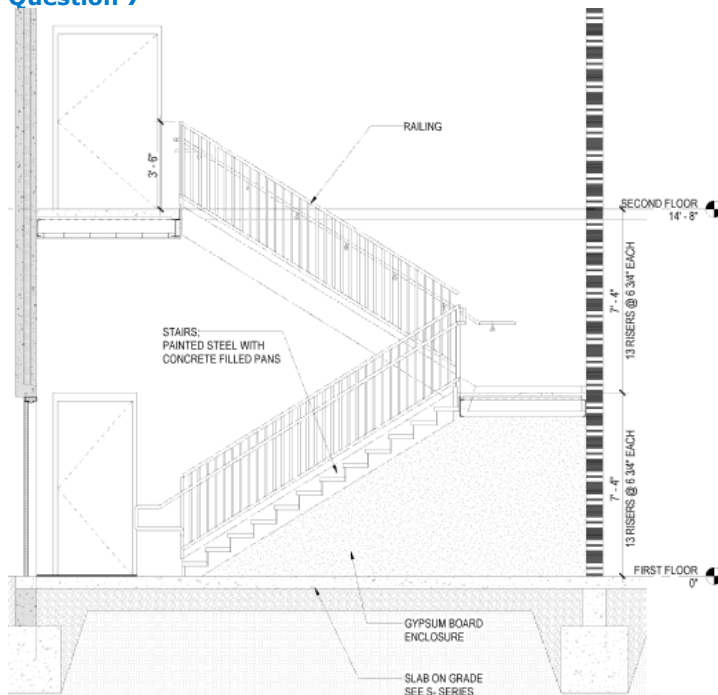 Question 7
RAILING
3' - 6"
SECOND FLOOR
14' - 8"
7' - 4"
13 RISERS @ 6 3/4" EACH
STAIRS;
PAINTED STEEL WITH
CONCRETE FILLED PANS
7' - 4"
13 RISERS @ 6 3/4" EACH
FIRST FLOOR
0"
GYPSUM BOARD
ENCLOSURE
SLAB ON GRADE
SEE S- SERIES